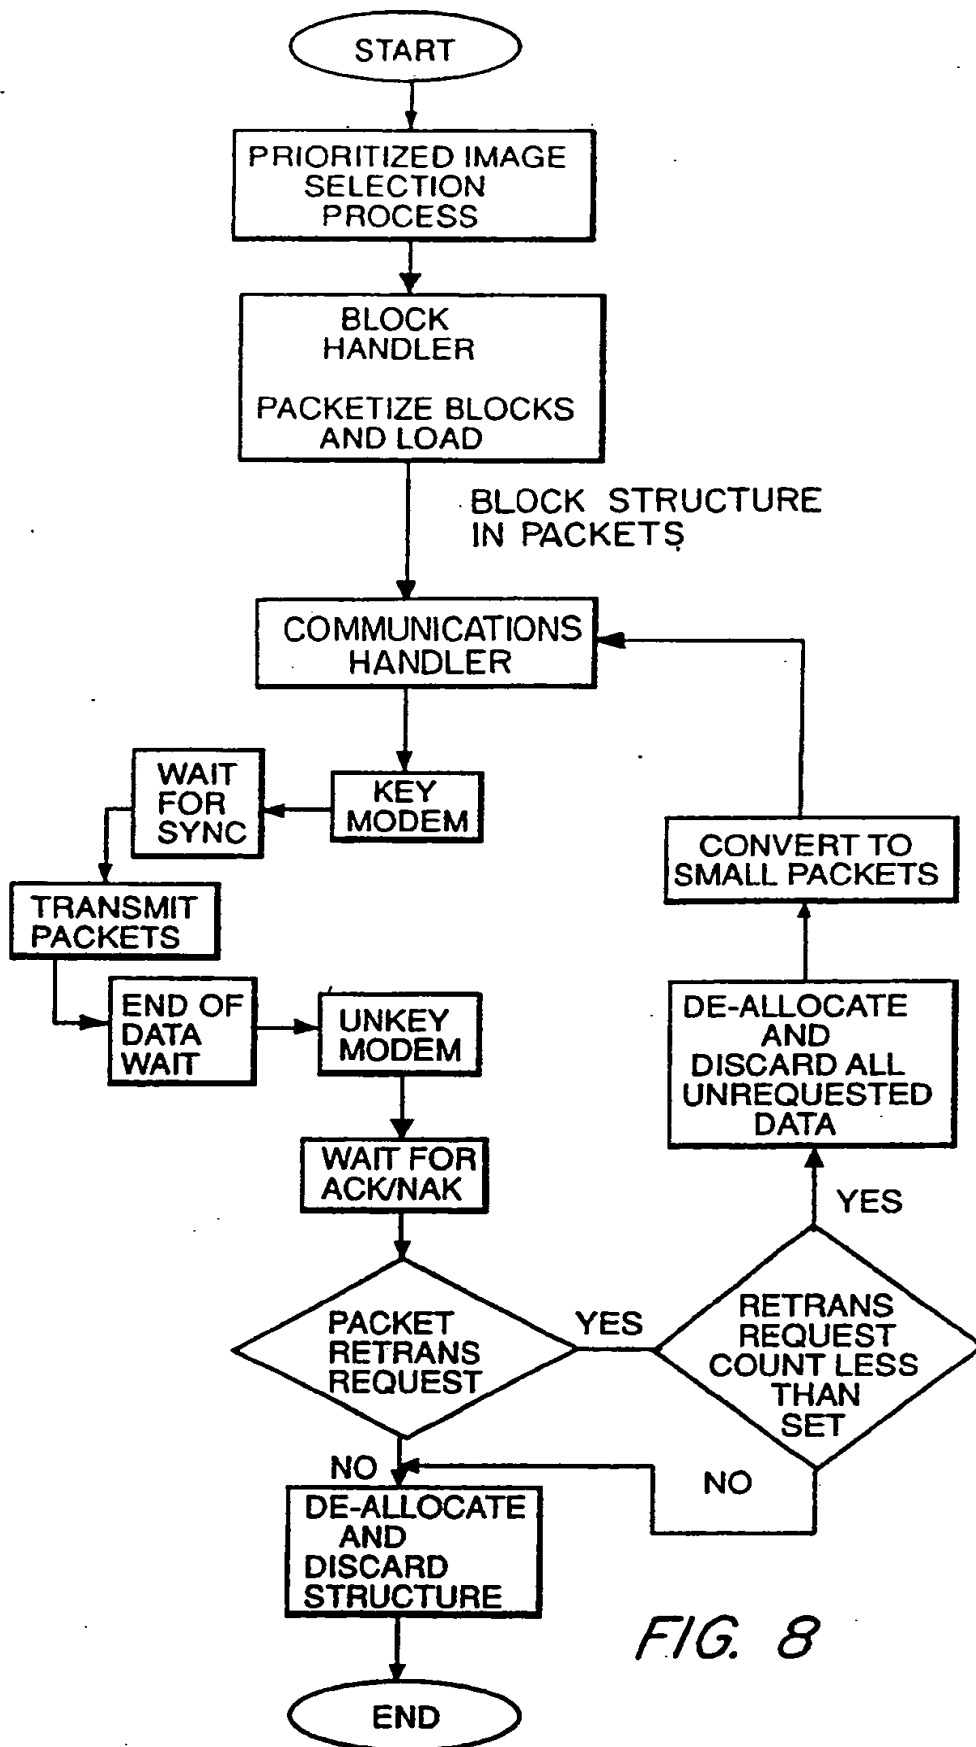 START
PRIORITIZED IMAGE
SELECTION
PROCESS
BLOCK
HANDLER
PACKETIZE BLOCKS
AND LOAD
BLOCK STRUCTURE
IN PACKETS
COMMUNICATIONS
HANDLER
KEY
MODEM
WAIT
FOR
SYNC
TRANSMIT
PACKETS
END OF
DATA
WAIT
UNKEY
MODEM
WAIT FOR
ACK/NAK
PACKET
RETRANS
REQUEST
YES
RETRANS
REQUEST
COUNT LESS
THAN
SET
YES
DE-ALLOCATE
AND
DISCARD ALL
UNREQUESTED
DATA
CONVERT TO
SMALL PACKETS
NO
NO
DE-ALLOCATE
AND
DISCARD
STRUCTURE
END
FIG. 8